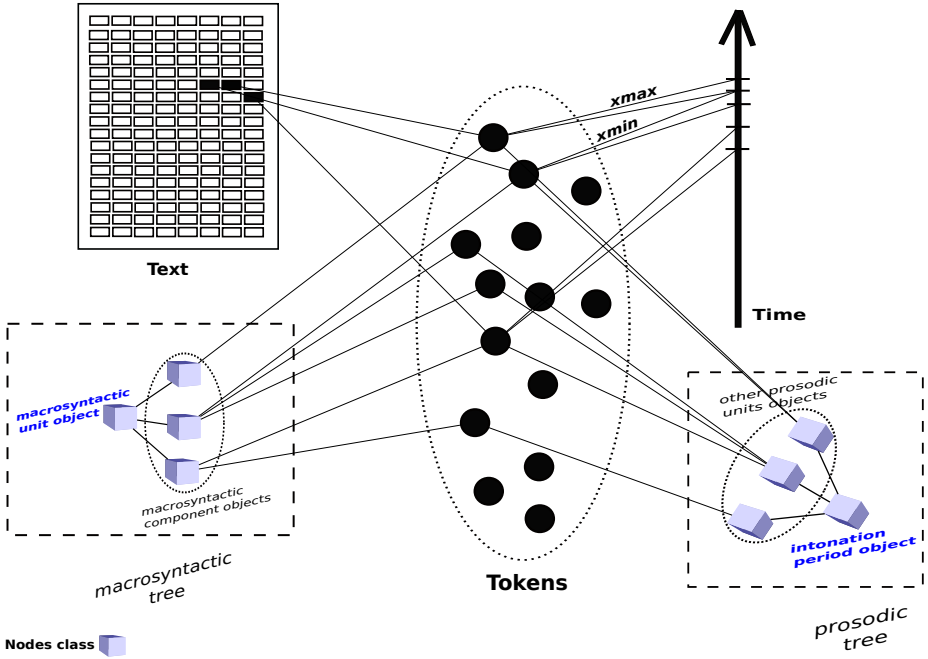 xmax
xmin
Text
Time
other prosodic
units objects
macrosyntactic
unit object
macrosyntactic
component objects
intonation
period object
macrosyntactic
tree
Tokens
prosodic
tree
Nodes class